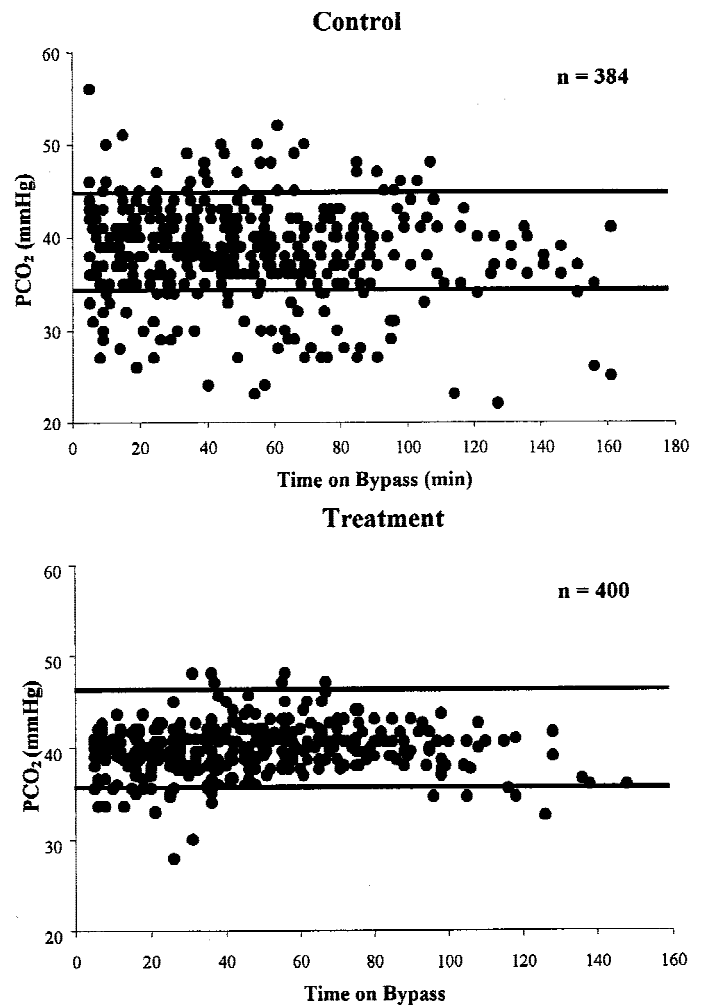 Control
n = 384
PCO₂ (mmHg)
60
50
40
30
20
0 20 40 60 80 100 120 140 160 180
Time on Bypass (min)
Treatment
n = 400
PCO₂ (mmHg)
60
50
40
30
20
0 20 40 60 80 100 120 140 160
Time on Bypass